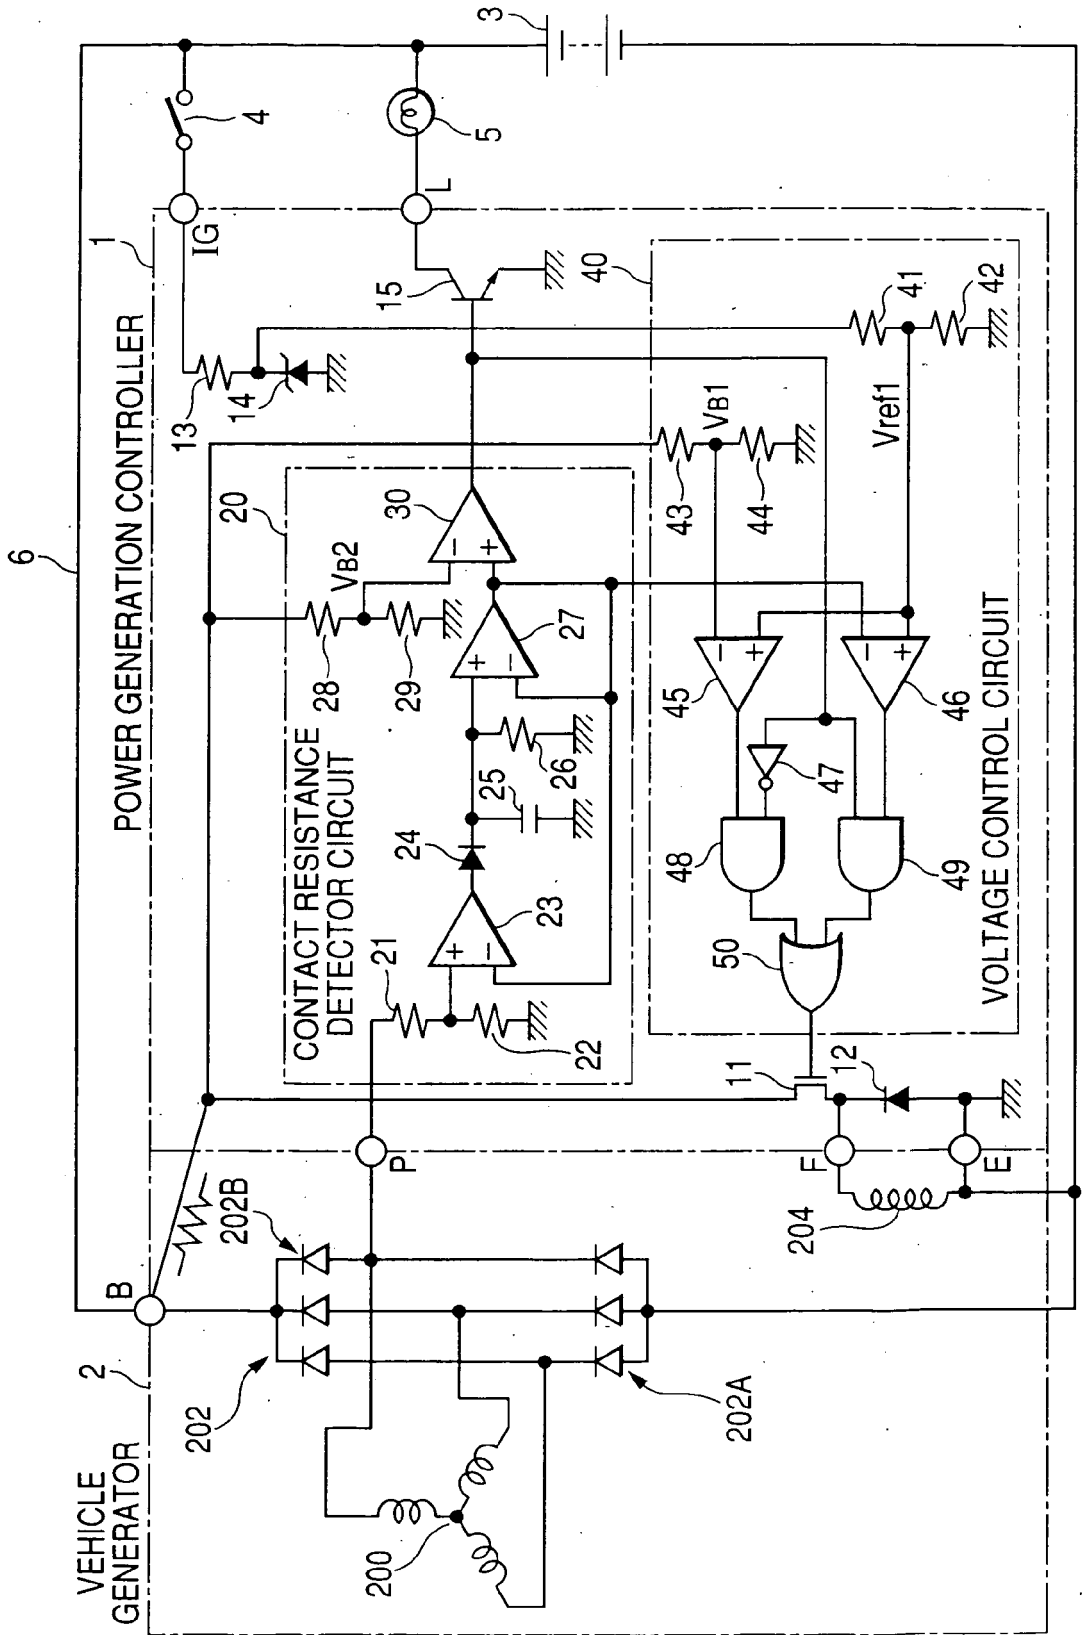 VEHICLE
GENERATOR
2
B
6
POWER GENERATION CONTROLLER
1
IG
4
3
5
L
202
202B
202A
200
P
F
E
204
CONTACT RESISTANCE
DETECTOR CIRCUIT
20
21
22
23
+
−
24
25
26
27
+
−
28
29
VB2
30
−
+
13
14
15
11
12
40
VOLTAGE CONTROL CIRCUIT
41
42
43
44
VB1
Vref1
45
−
+
46
−
+
47
48
49
50